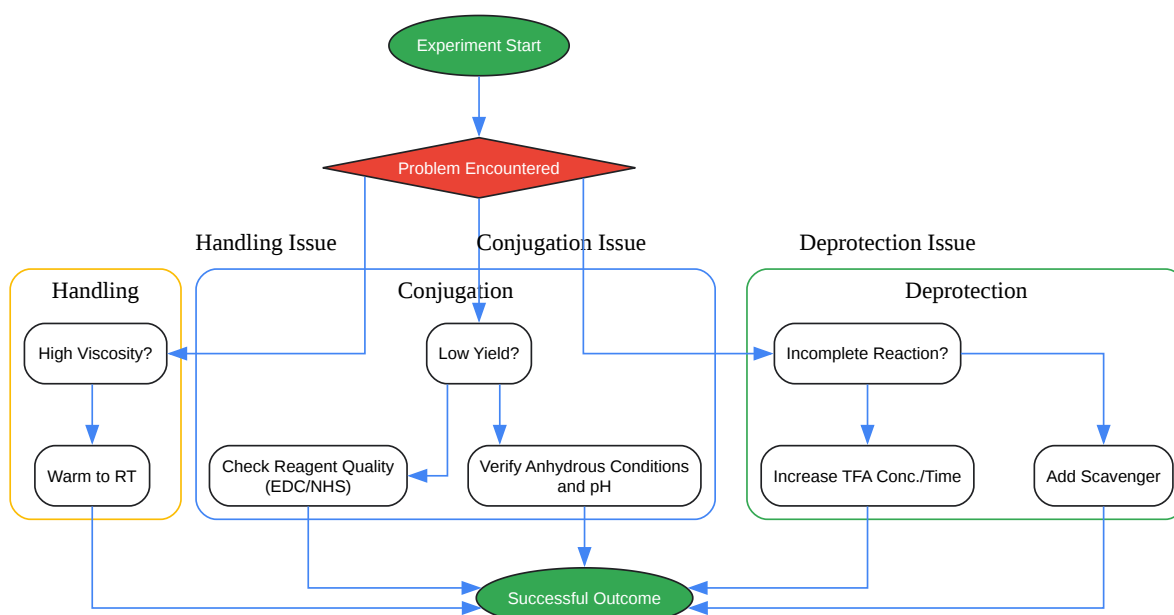 Experiment Start
Problem Encountered
Handling Issue
Conjugation Issue
Deprotection Issue
Handling
Conjugation
Deprotection
High Viscosity?
Low Yield?
Incomplete Reaction?
Warm to RT
Check Reagent Quality
(EDC/NHS)
Verify Anhydrous Conditions
and pH
Increase TFA Conc./Time
Add Scavenger
Successful Outcome